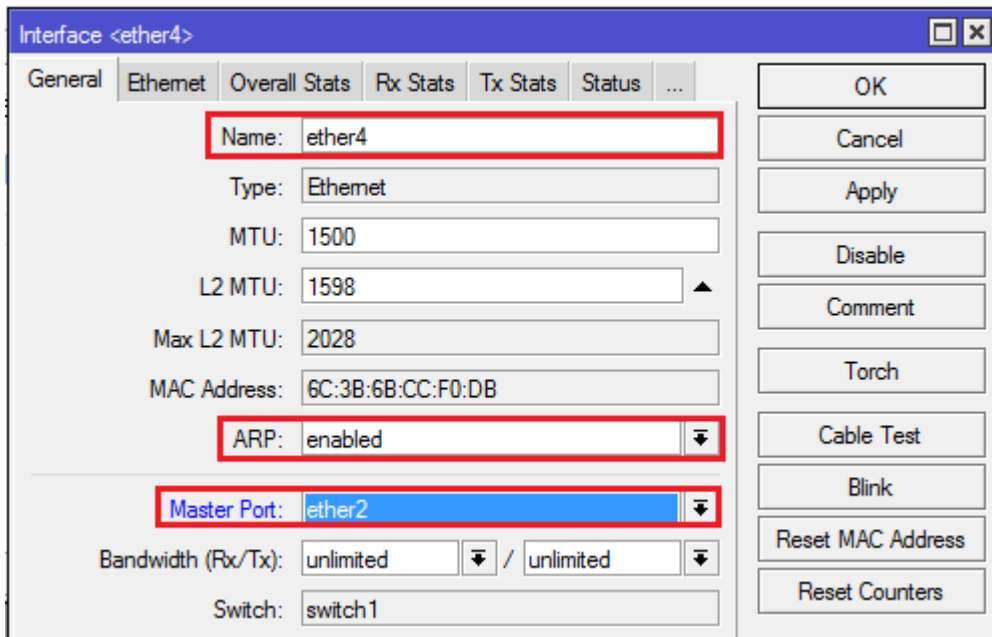 Interface <ether4>
General Ethernet Overall Stats Rx Stats Tx Stats Status ...
Name: ether4
Type: Ethernet
MTU: 1500
L2 MTU: 1598
Max L2 MTU: 2028
MAC Address: 6C:3B:6B:CC:F0:DB
ARP: enabled
Master Port: ether2
Bandwidth (Rx/Tx): unlimited / unlimited
Switch: switch1
OK
Cancel
Apply
Disable
Comment
Torch
Cable Test
Blink
Reset MAC Address
Reset Counters